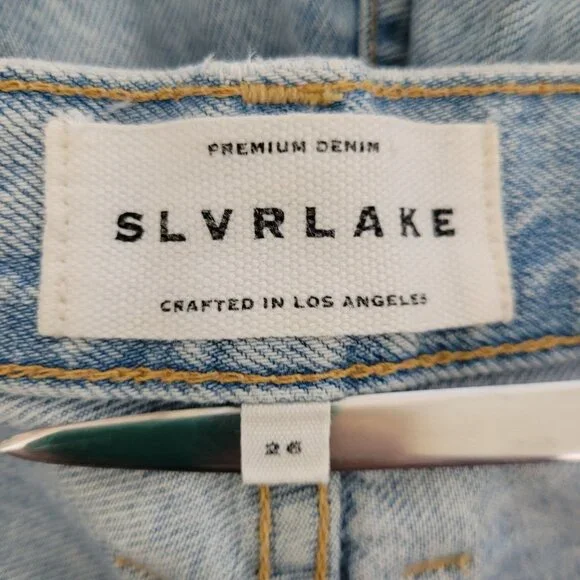 PREMIUM DENIM
SLVRLAKE
CRAFTED IN LOS ANGELES
26